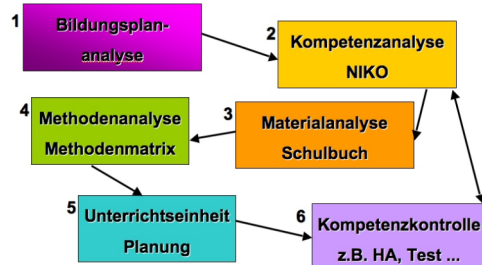 1
Bildungsplan-
analyse
2
Kompetenzanalyse
NIKO
3
Materialanalyse
Schulbuch
4
Methodenanalyse
Methodenmatrix
5
Unterrichtseinheit
Planung
6
Kompetenzkontrolle
z.B. HA, Test ...